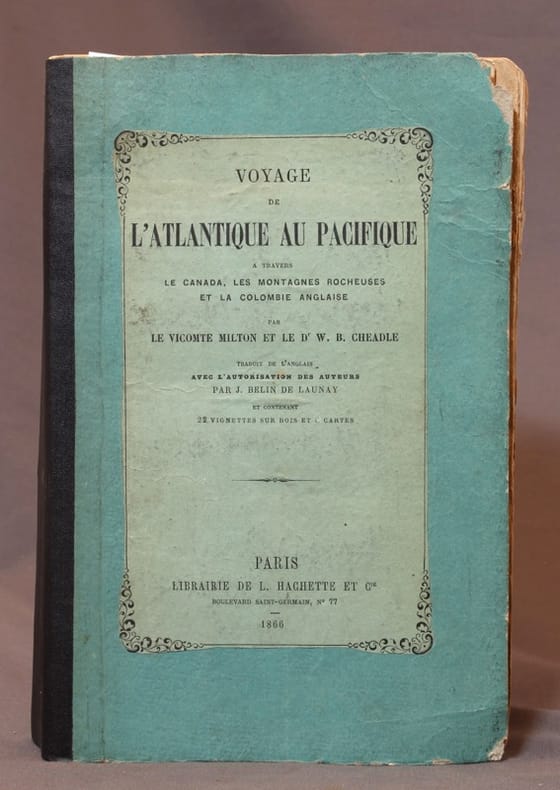 VOYAGE
DE
L'ATLANTIQUE AU PACIFIQUE
A TRAVERS
LE CANADA, LES MONTAGNES ROCHEUSES
ET LA COLOMBIE ANGLAISE
PAR
LE VICOMTE MILTON ET LE Dr W. B. CHEADLE
TRADUIT DE L'ANGLAIS
AVEC L'AUTORISATION DES AUTEURS
PAR J. BELIN DE LAUNAY
ET CONTENANT
22 VIGNETTES SUR BOIS ET CARTES
PARIS
LIBRAIRIE DE L. HACHETTE ET Cie
BOULEVARD SAINT-GERMAIN, No 77
1866